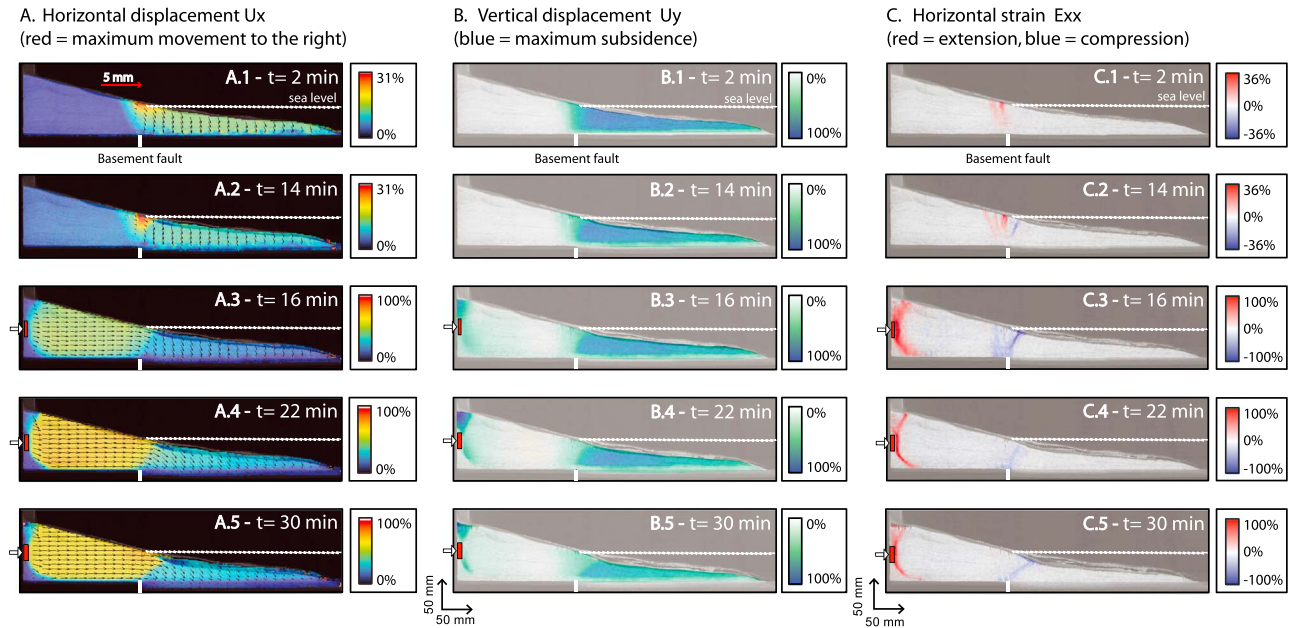 A. Horizontal displacement Ux
(red = maximum movement to the right)
B. Vertical displacement Uy
(blue = maximum subsidence)
C. Horizontal strain Exx
(red = extension, blue = compression)
5 mm
A.1 - t= 2 min
sea level
31%
0%
Basement fault
B.1 - t= 2 min
sea level
0%
100%
Basement fault
C.1 - t= 2 min
sea level
36%
0%
-36%
Basement fault
A.2 - t= 14 min
31%
0%
B.2 - t= 14 min
0%
100%
C.2 - t= 14 min
36%
0%
-36%
A.3 - t= 16 min
100%
0%
B.3 - t= 16 min
0%
100%
C.3 - t= 16 min
100%
0%
-100%
A.4 - t= 22 min
100%
0%
B.4 - t= 22 min
0%
100%
C.4 - t= 22 min
100%
0%
-100%
A.5 - t= 30 min
100%
0%
B.5 - t= 30 min
0%
100%
C.5 - t= 30 min
100%
0%
-100%
50 mm
50 mm
50 mm
50 mm